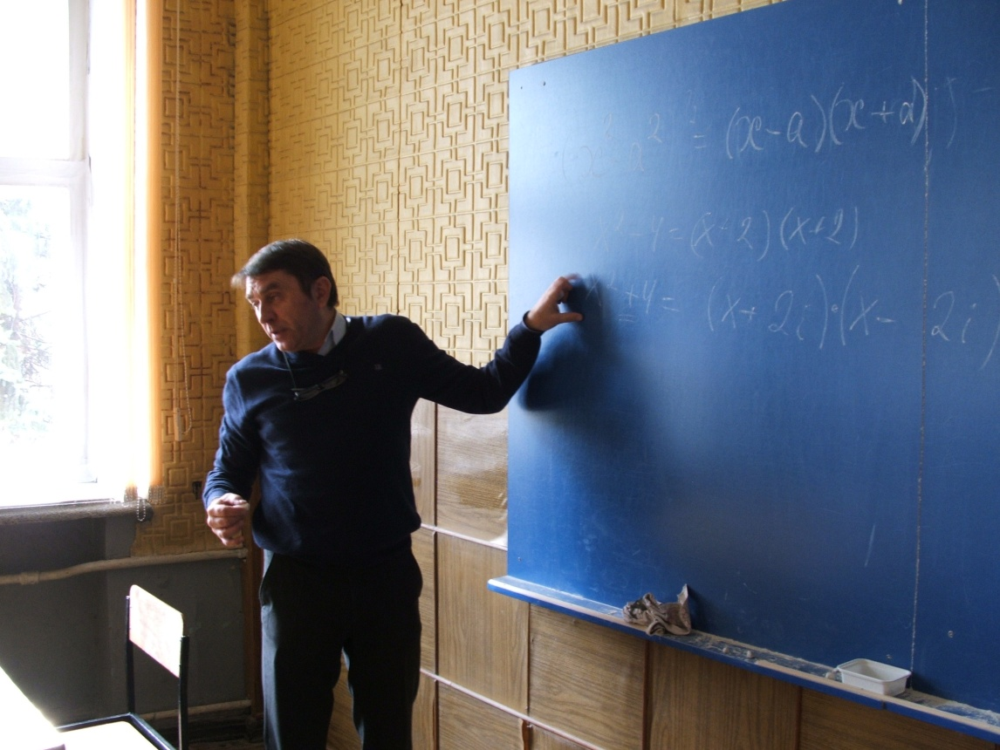 (x² - a²) = (x-a)(x+a)
x² - 4 = (x-2)(x+2)
x² + 4 = (x+2i)·(x-2i)